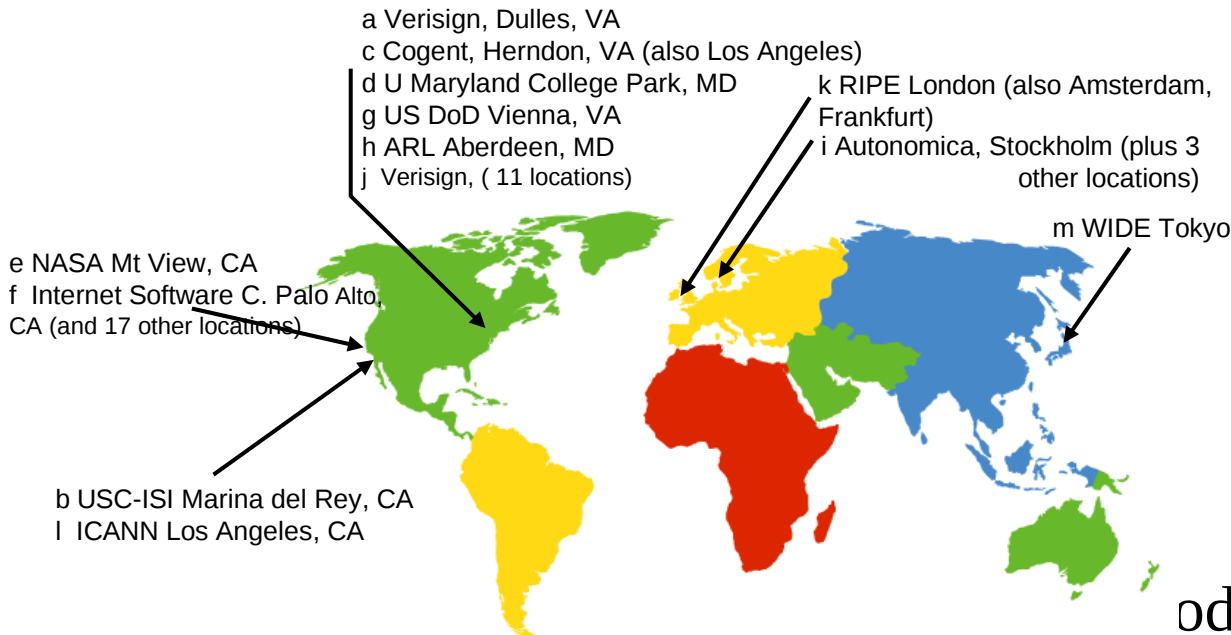 a Verisign, Dulles, VA
c Cogent, Herndon, VA (also Los Angeles)
d U Maryland College Park, MD
g US DoD Vienna, VA
h ARL Aberdeen, MD
j Verisign, ( 11 locations)
k RIPE London (also Amsterdam,
Frankfurt)
i Autonomica, Stockholm (plus 3
other locations)
m WIDE Tokyo
e NASA Mt View, CA
f Internet Software C. Palo Alto,
CA (and 17 other locations)
b USC-ISI Marina del Rey, CA
l ICANN Los Angeles, CA
od